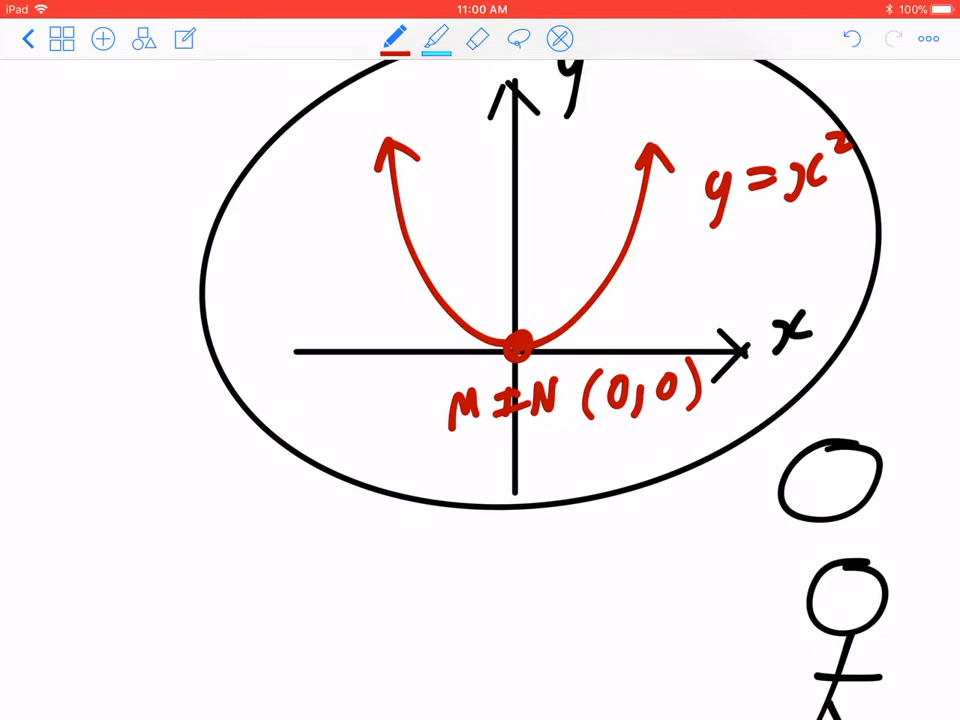 iPad 11:00 AM 100%
y
y = x²
x
MIN (0,0)